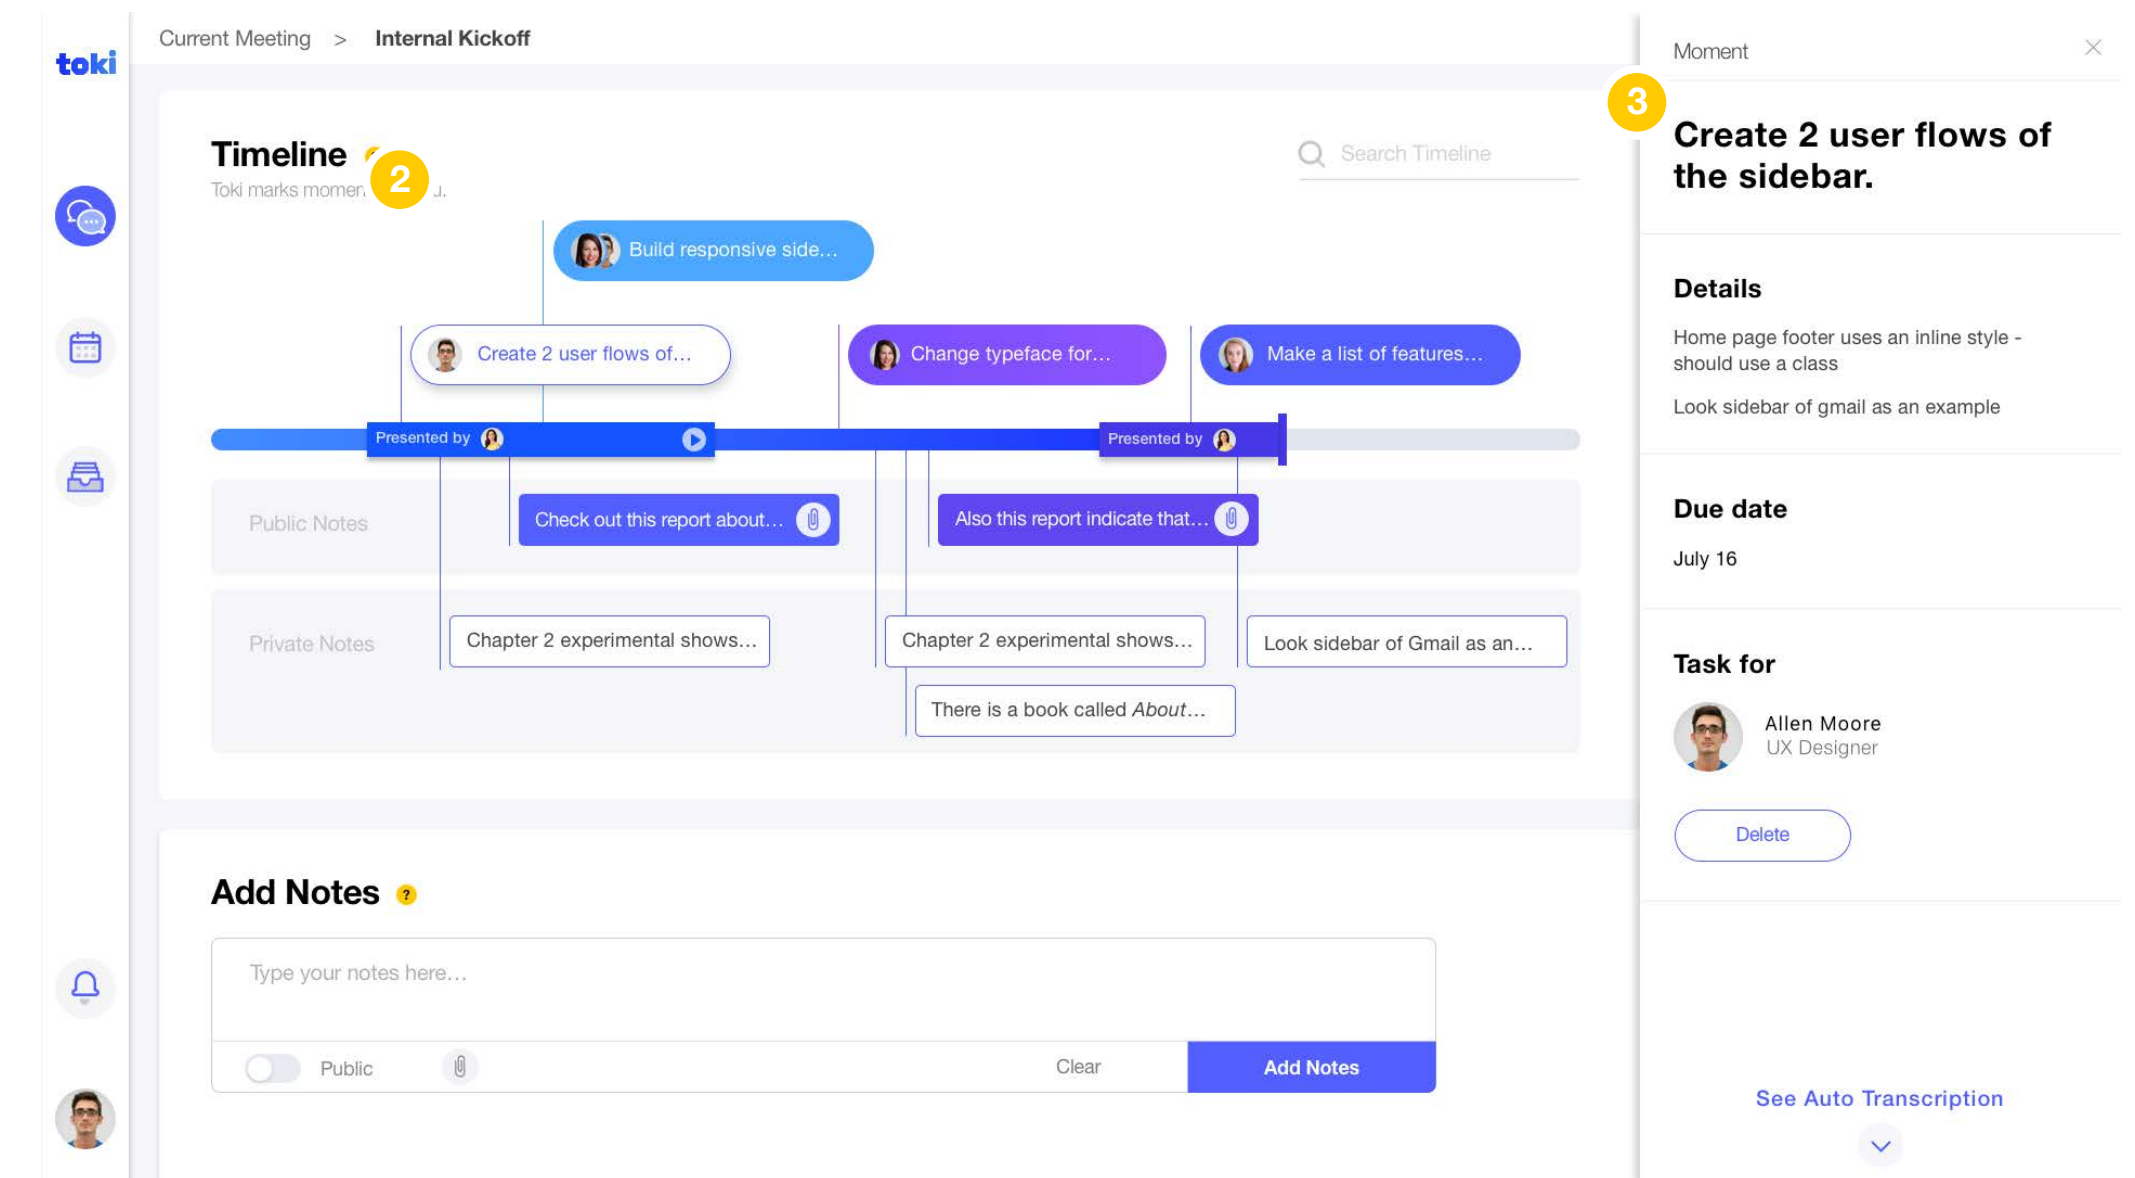 toki
Current Meeting > Internal Kickoff
Timeline
Toki marks
2
Search Timeline
Build responsive side...
Create 2 user flows of...
Change typeface for...
Make a list of features...
Presented by
Presented by
Public Notes
Check out this report about...
Also this report indicate that...
Private Notes
Chapter 2 experimental shows...
Chapter 2 experimental shows...
Look sidebar of Gmail as an...
There is a book called About...
Add Notes ?
Type your notes here...
Public
Clear
Add Notes
Moment
3
Create 2 user flows of
the sidebar.
Details
Home page footer uses an inline style -
should use a class
Look sidebar of gmail as an example
Due date
July 16
Task for
Allen Moore
UX Designer
Delete
See Auto Transcription